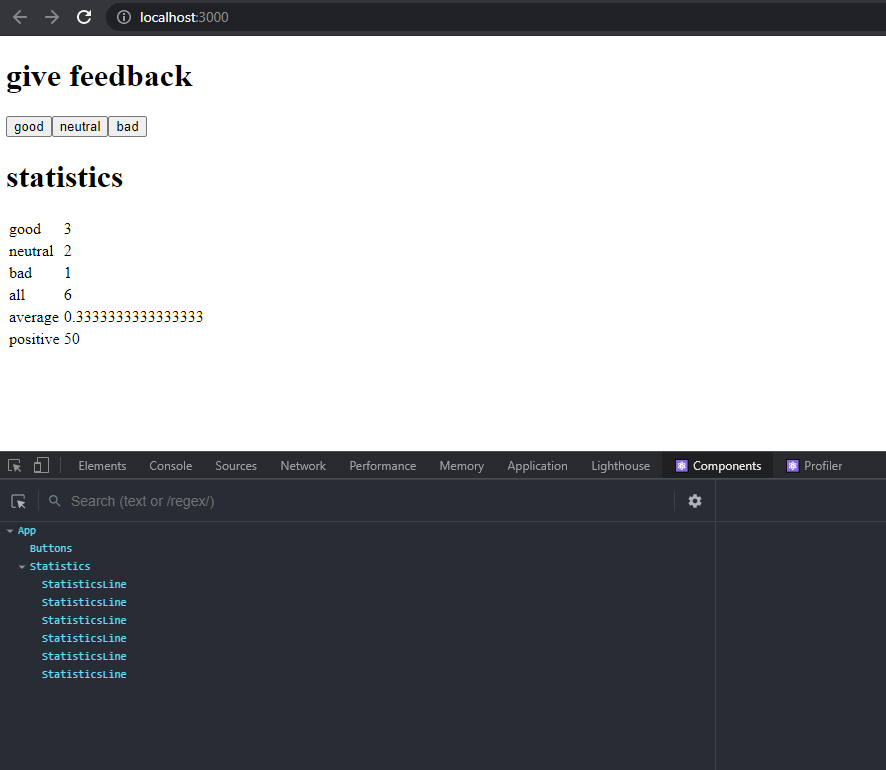 localhost:3000
give feedback
good neutral bad
statistics
good 3
neutral 2
bad 1
all 6
average 0.3333333333333333
positive 50
Elements Console Sources Network Performance Memory Application Lighthouse Components Profiler
Search (text or /regex/)
App
Buttons
Statistics
StatisticsLine
StatisticsLine
StatisticsLine
StatisticsLine
StatisticsLine
StatisticsLine